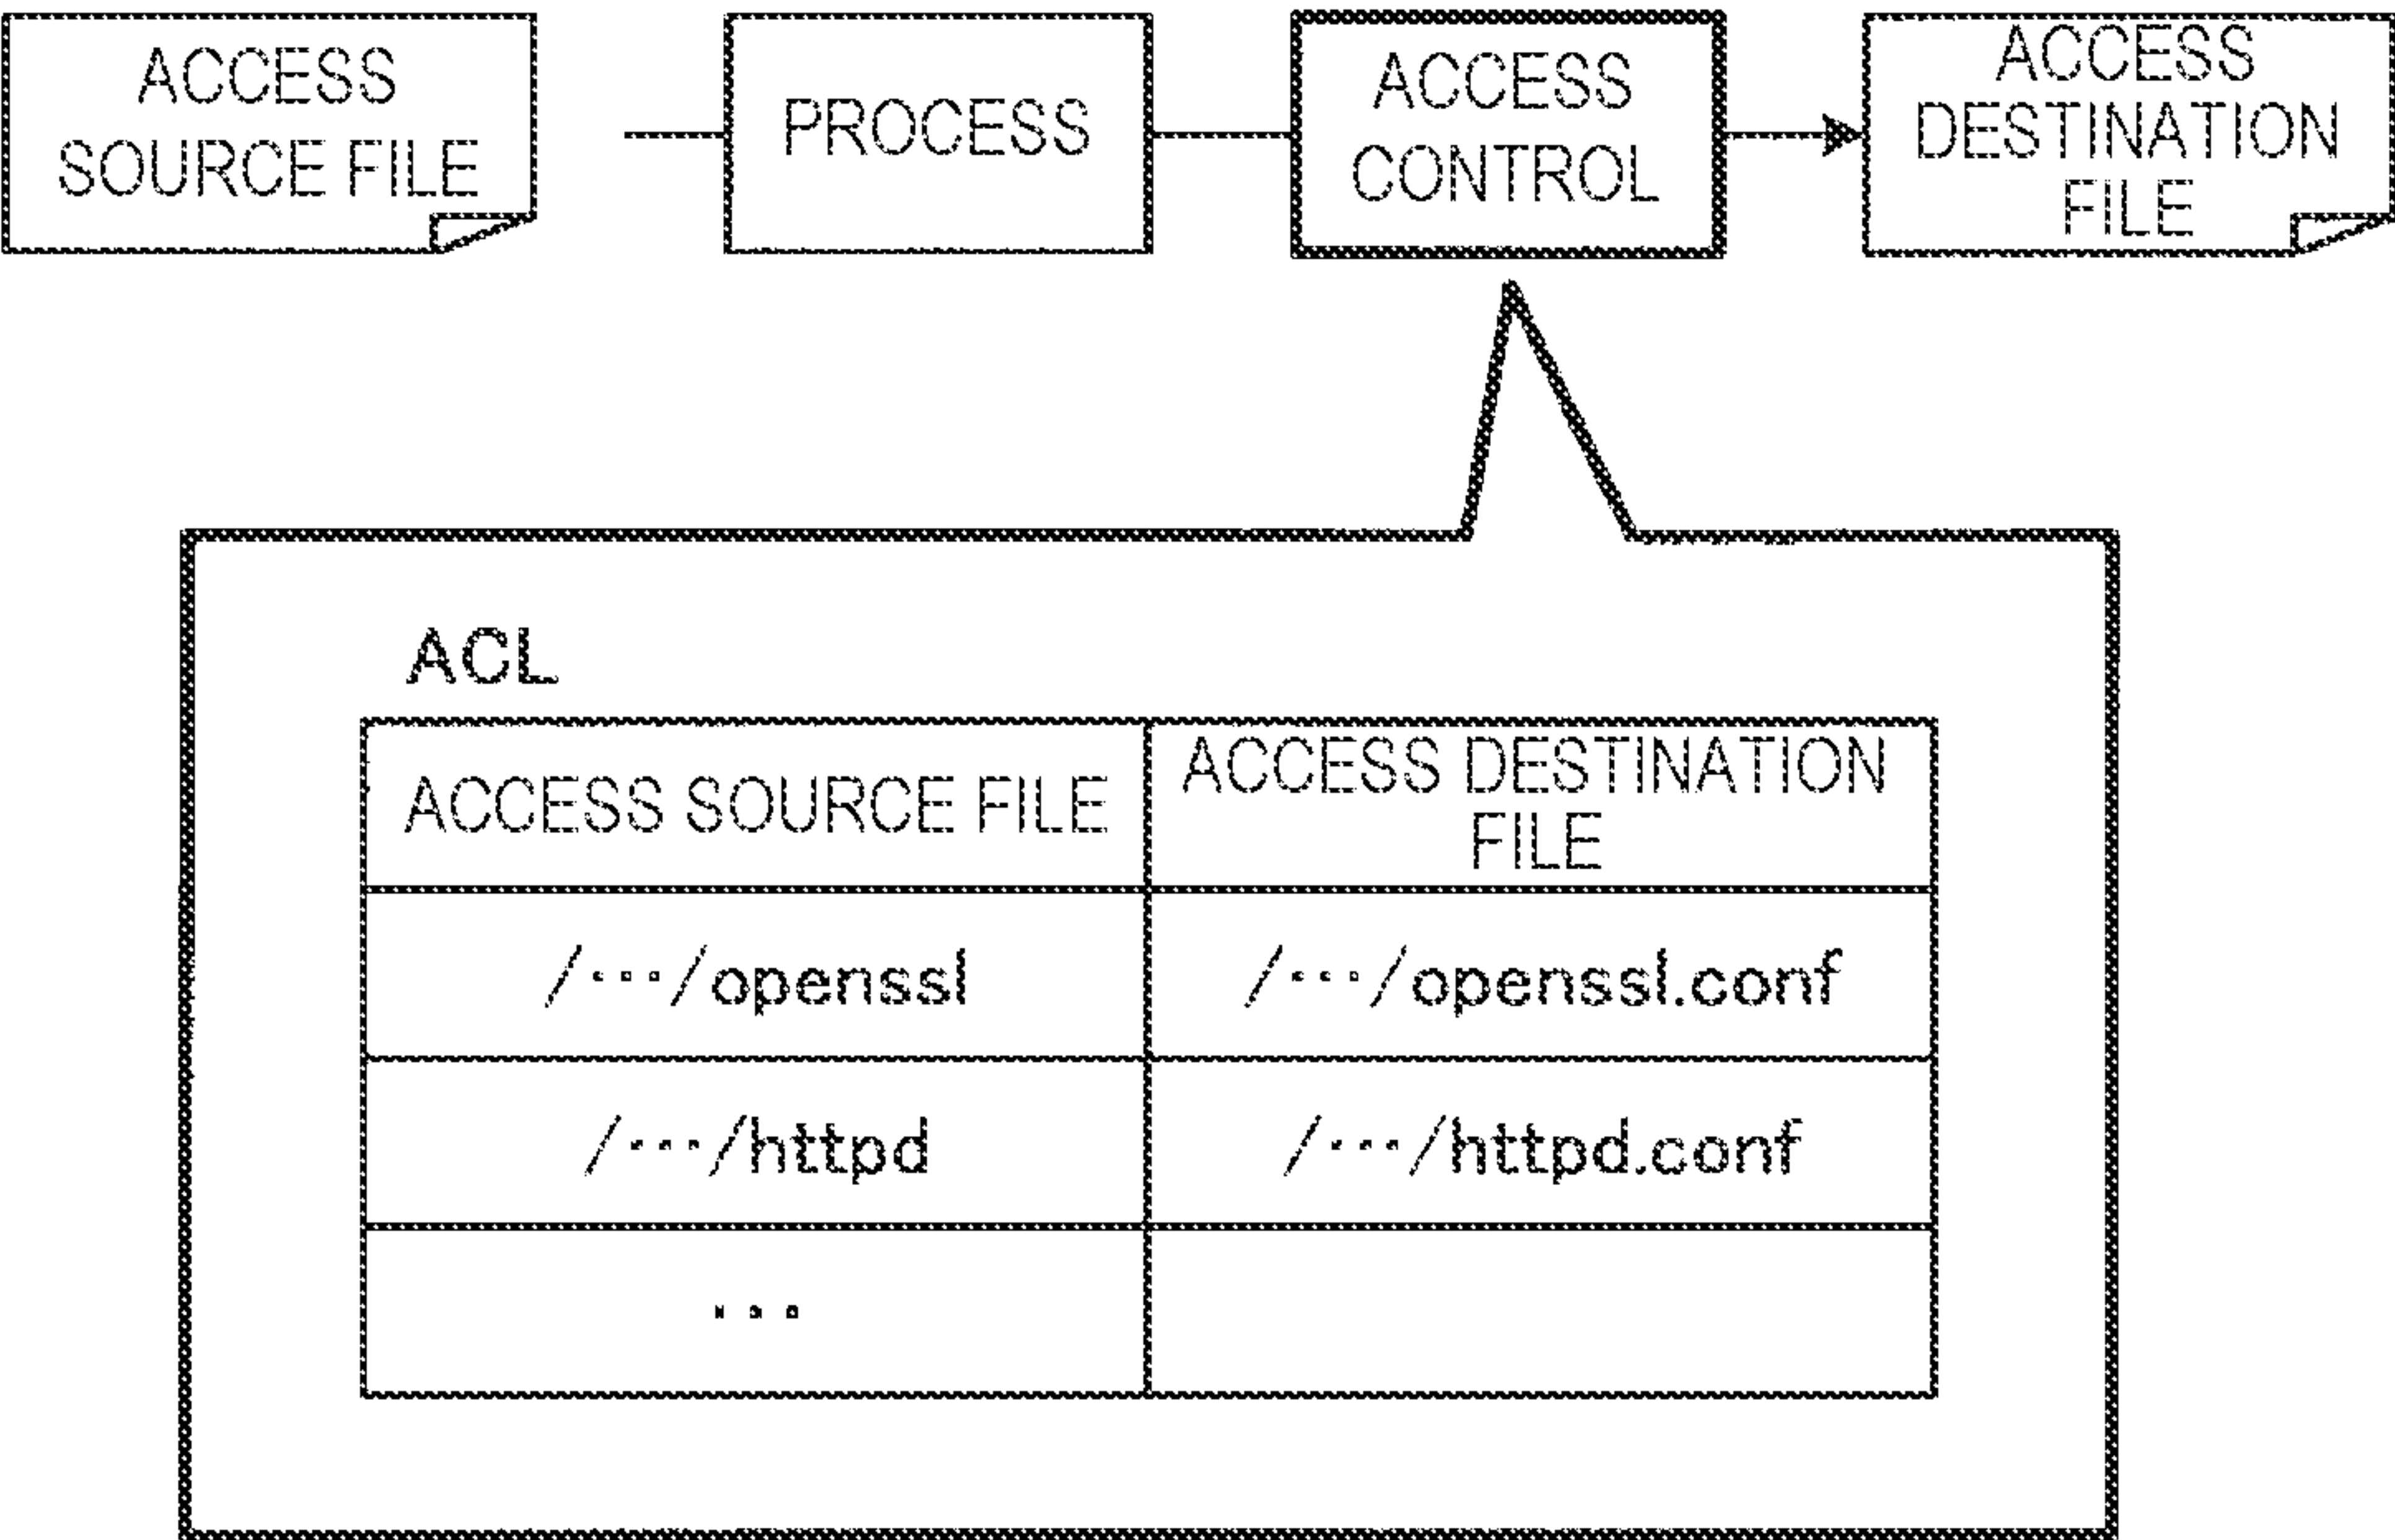 ACCESS
SOURCE FILE
PROCESS
ACCESS
CONTROL
ACCESS
DESTINATION
FILE
ACL
ACCESS SOURCE FILE
ACCESS DESTINATION
FILE
/···/openssl
/···/openssl.conf
/···/httpd
/···/httpd.conf
···